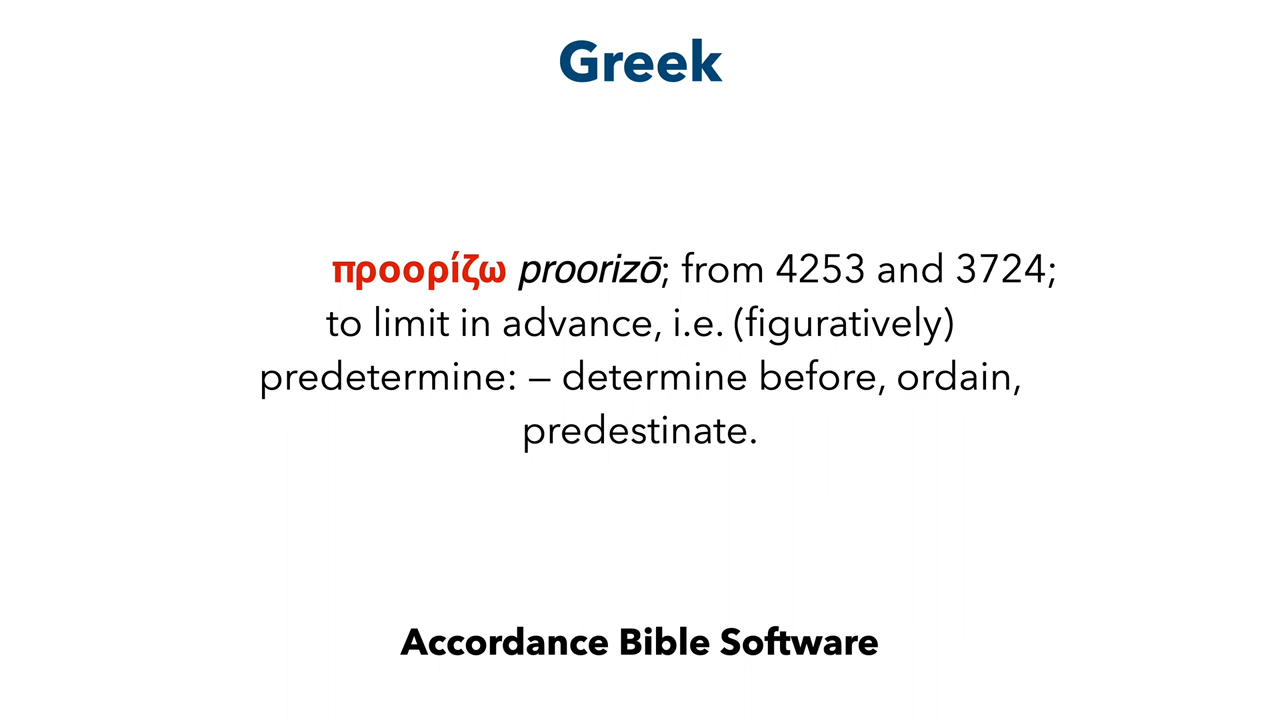 Greek
προορίζω proorizō; from 4253 and 3724;
to limit in advance, i.e. (figuratively)
predetermine: – determine before, ordain,
predestinate.
Accordance Bible Software